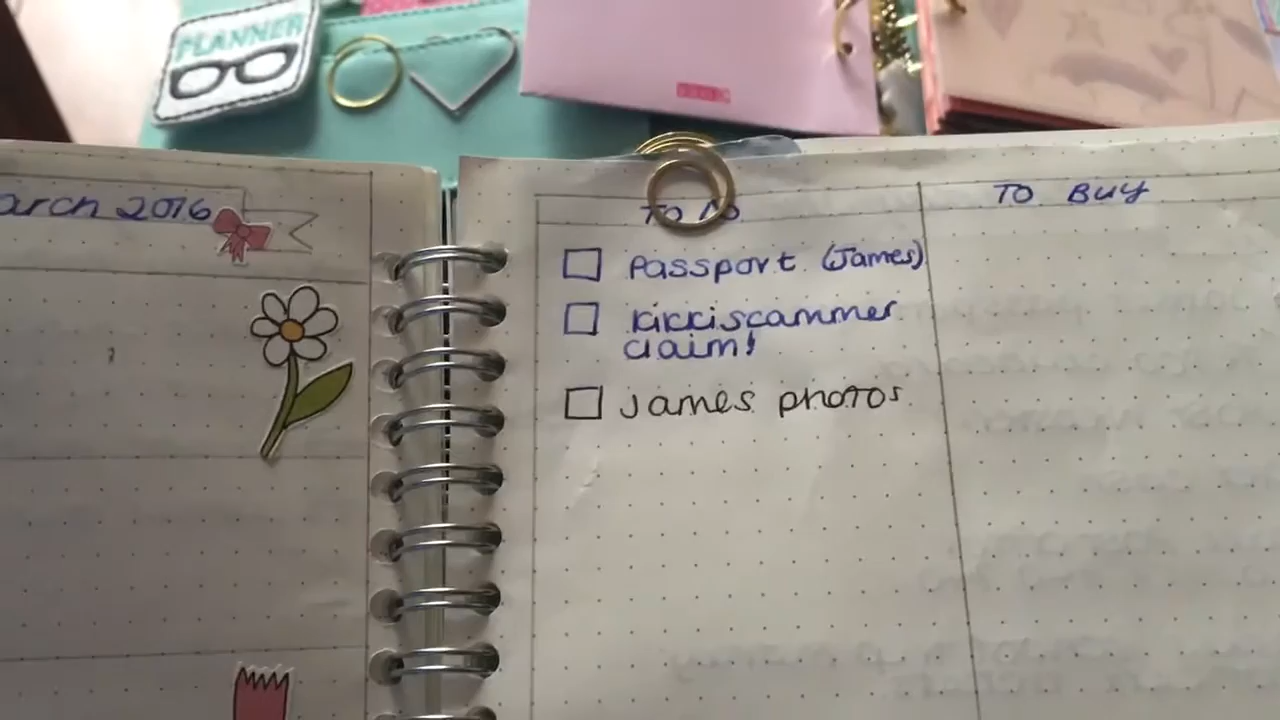 PLANNER
arch 2016
TO DO
TO BUY
Passport (James)
kikkiscammer
claim!
James photos